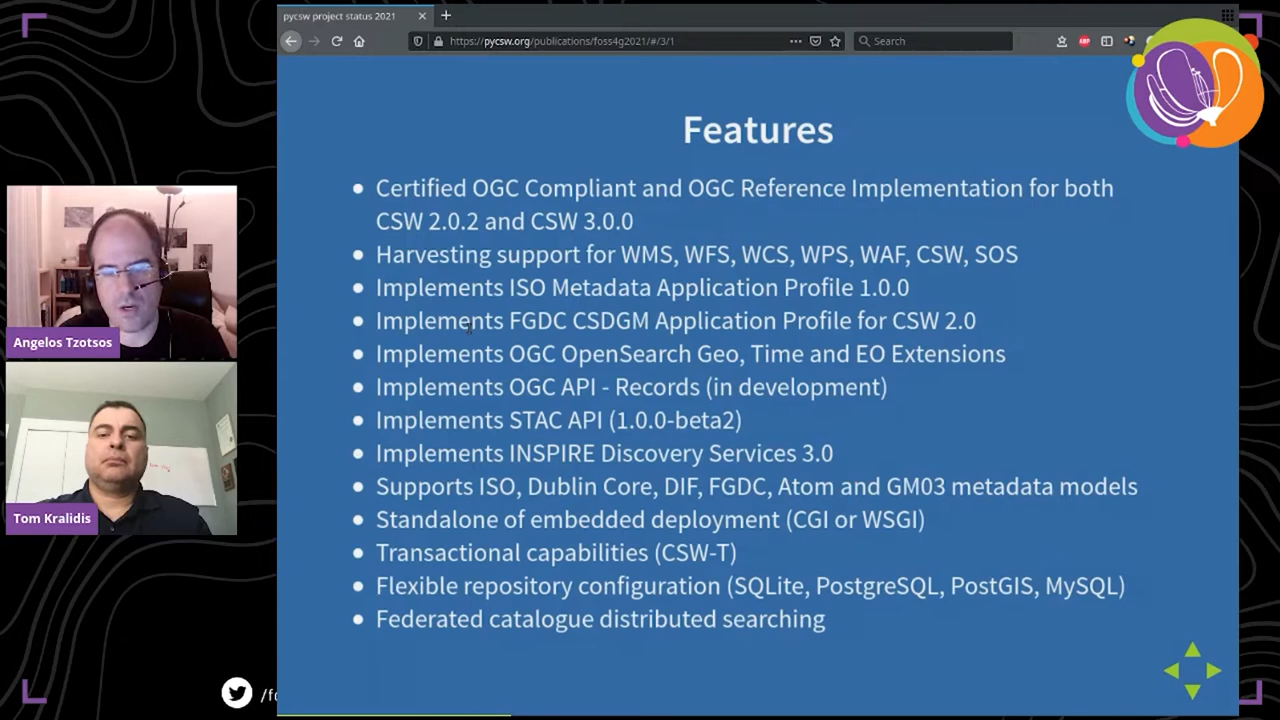 pycsw project status 2021
https://pycsw.org/publications/foss4g2021/#/3/1
Search
ABP
Features
Certified OGC Compliant and OGC Reference Implementation for both
CSW 2.0.2 and CSW 3.0.0
Harvesting support for WMS, WFS, WCS, WPS, WAF, CSW, SOS
Implements ISO Metadata Application Profile 1.0.0
Implements FGDC CSDGM Application Profile for CSW 2.0
Implements OGC OpenSearch Geo, Time and EO Extensions
Implements OGC API - Records (in development)
Implements STAC API (1.0.0-beta2)
Implements INSPIRE Discovery Services 3.0
Supports ISO, Dublin Core, DIF, FGDC, Atom and GM03 metadata models
Standalone of embedded deployment (CGI or WSGI)
Transactional capabilities (CSW-T)
Flexible repository configuration (SQLite, PostgreSQL, PostGIS, MySQL)
Federated catalogue distributed searching
Angelos Tzotsos
Tom Kralidis
/fo